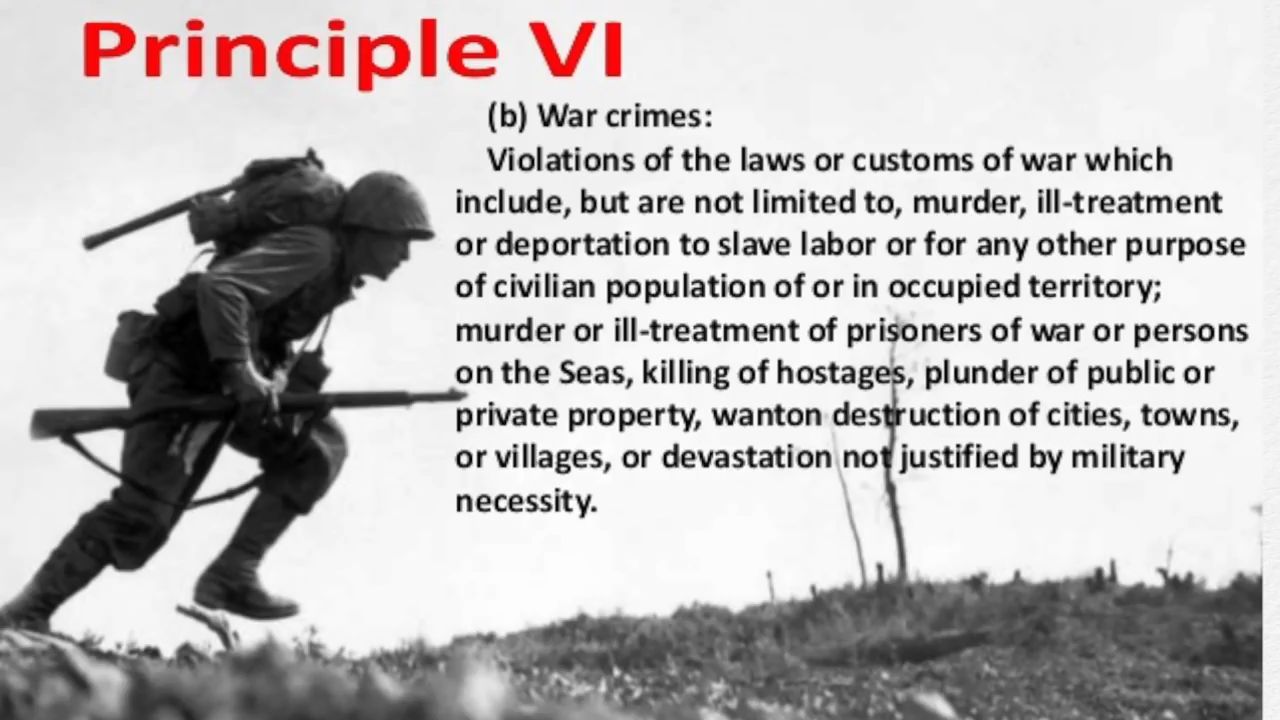 Principle VI
(b) War crimes:
Violations of the laws or customs of war which
include, but are not limited to, murder, ill-treatment
or deportation to slave labor or for any other purpose
of civilian population of or in occupied territory;
murder or ill-treatment of prisoners of war or persons
on the Seas, killing of hostages, plunder of public or
private property, wanton destruction of cities, towns,
or villages, or devastation not justified by military
necessity.